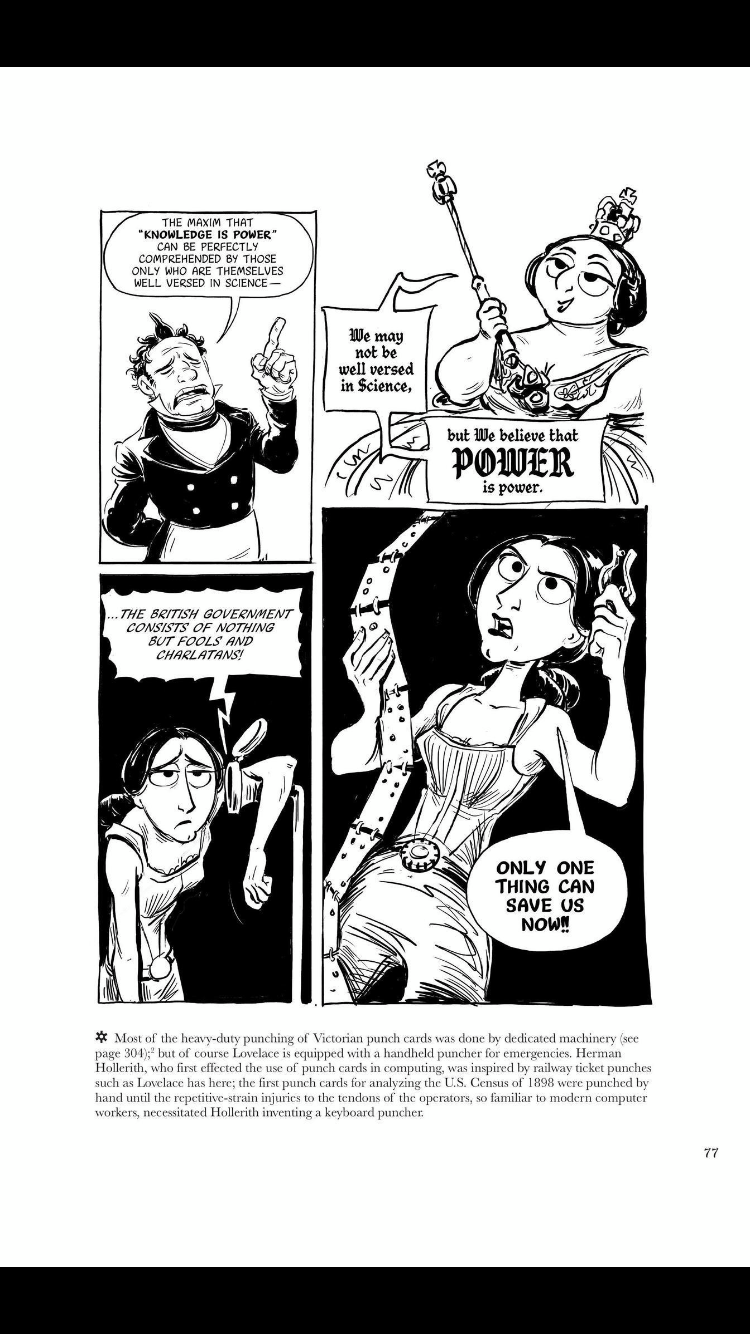 THE MAXIM THAT
"KNOWLEDGE IS POWER"
CAN BE PERFECTLY
COMPREHENDED BY THOSE
ONLY WHO ARE THEMSELVES
WELL VERSED IN SCIENCE—
We may
not be
well versed
in Science,
but We believe that
POWER
is power.
...THE BRITISH GOVERNMENT
CONSISTS OF NOTHING
BUT FOOLS AND
CHARLATANS!
ONLY ONE
THING CAN
SAVE US
NOW!!
✡ Most of the heavy-duty punching of Victorian punch cards was done by dedicated machinery (see
page 304);² but of course Lovelace is equipped with a handheld puncher for emergencies. Herman
Hollerith, who first effected the use of punch cards in computing, was inspired by railway ticket punches
such as Lovelace has here; the first punch cards for analyzing the U.S. Census of 1898 were punched by
hand until the repetitive-strain injuries to the tendons of the operators, so familiar to modern computer
workers, necessitated Hollerith inventing a keyboard puncher.
77